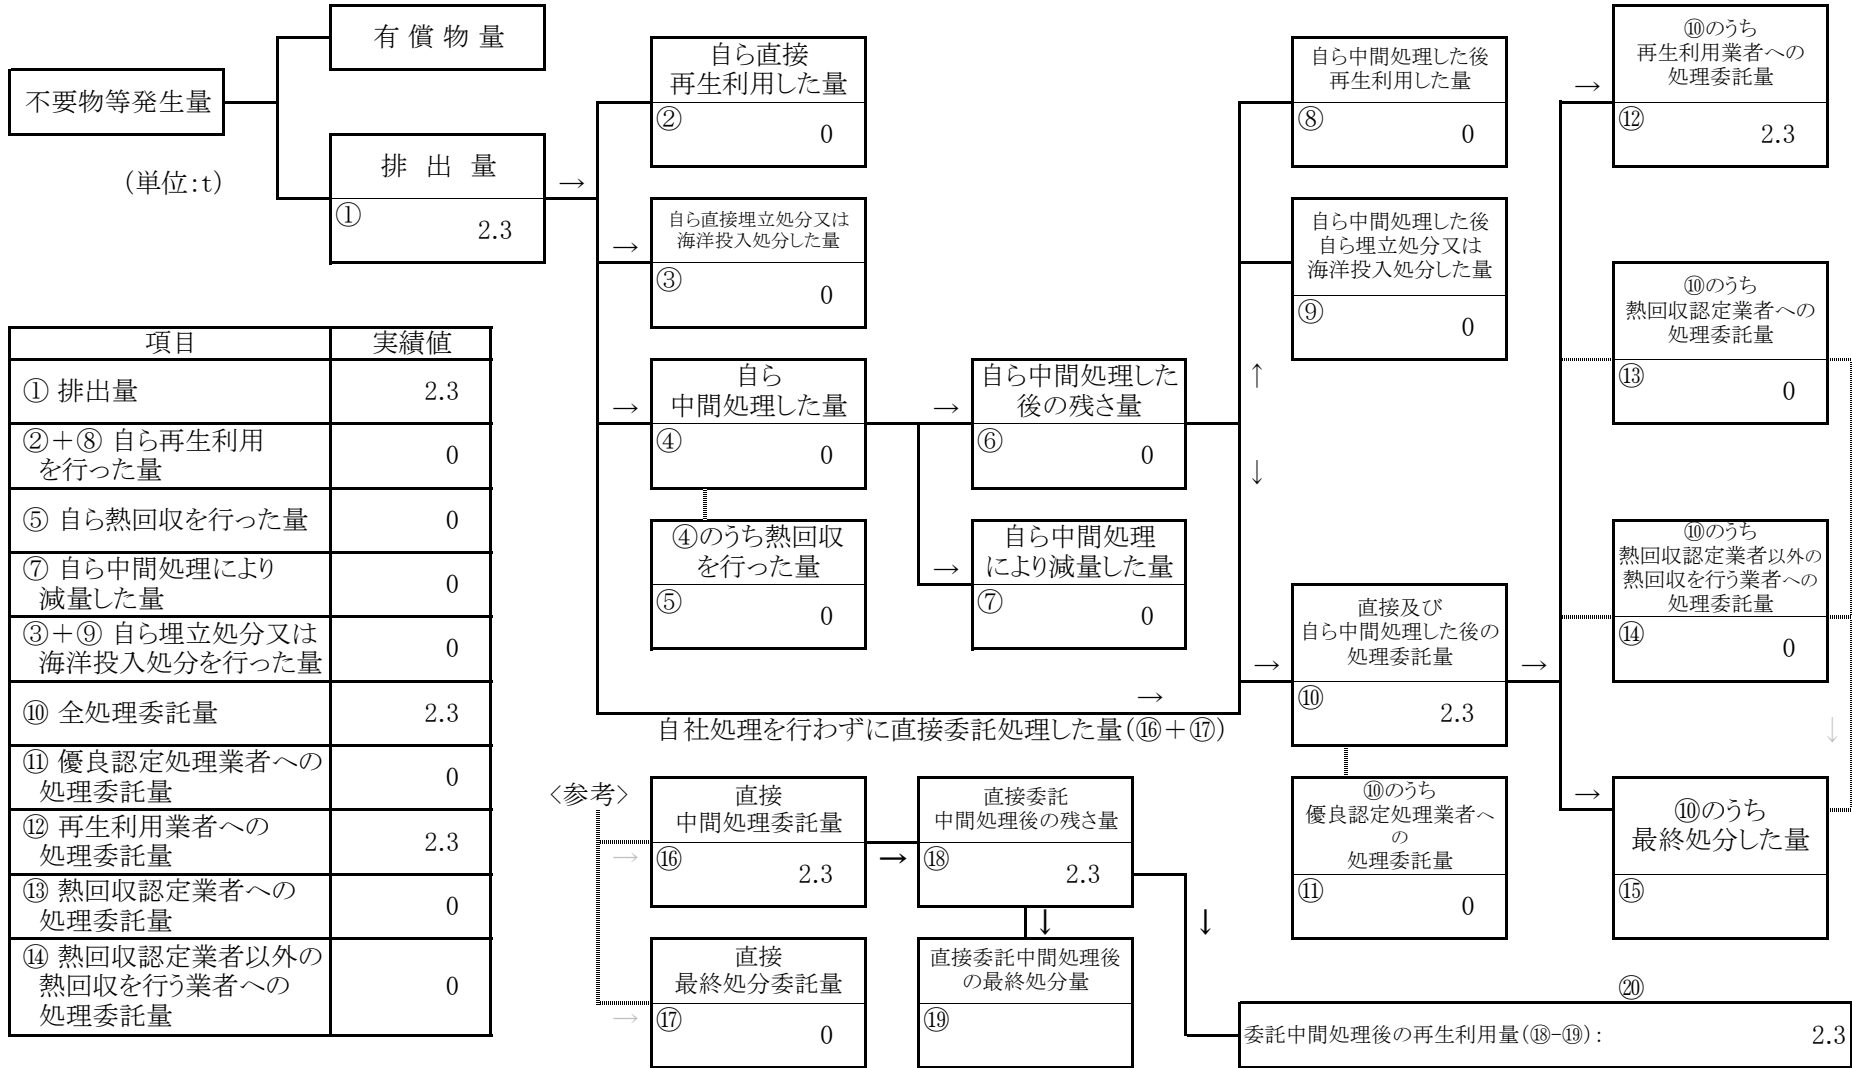 有 償 物 量
不要物等発生量
(単位:t)
排 出 量
①
2.3
→
自ら直接
再生利用した量
②
0
→
自ら直接埋立処分又は
海洋投入処分した量
③
0
→
自ら
中間処理した量
④
0
④のうち熱回収
を行った量
⑤
0
→
自ら中間処理した
後の残さ量
⑥
0
→
自ら中間処理
により減量した量
⑦
0
自ら中間処理した後
再生利用した量
⑧
0
自ら中間処理した後
自ら埋立処分又は
海洋投入処分した量
⑨
0
↑
↓
→
自社処理を行わずに直接委託処理した量(⑯+⑰)
→
直接及び
自ら中間処理した後の
処理委託量
⑩
2.3
→
⑩のうち
優良認定処理業者へ
の
処理委託量
⑪
0
→
⑩のうち
再生利用業者への
処理委託量
⑫
2.3
⑩のうち
熱回収認定業者への
処理委託量
⑬
0
⑩のうち
熱回収認定業者以外の
熱回収を行う業者への
処理委託量
⑭
0
↓
→
⑩のうち
最終処分した量
⑮
項目 実績値
① 排出量 2.3
②+⑧ 自ら再生利用
を行った量 0
⑤ 自ら熱回収を行った量 0
⑦ 自ら中間処理により
減量した量 0
③+⑨ 自ら埋立処分又は
海洋投入処分を行った量 0
⑩ 全処理委託量 2.3
⑪ 優良認定処理業者への
処理委託量 0
⑫ 再生利用業者への
処理委託量 2.3
⑬ 熱回収認定業者への
処理委託量 0
⑭ 熱回収認定業者以外の
熱回収を行う業者への 0
処理委託量
<参考>
→
直接
中間処理委託量
⑯
2.3
→
直接委託
中間処理後の残さ量
⑱
2.3
↓
↓
→
直接
最終処分委託量
⑰
0
直接委託中間処理後
の最終処分量
⑲
⑳
委託中間処理後の再生利用量(⑱-⑲): 2.3